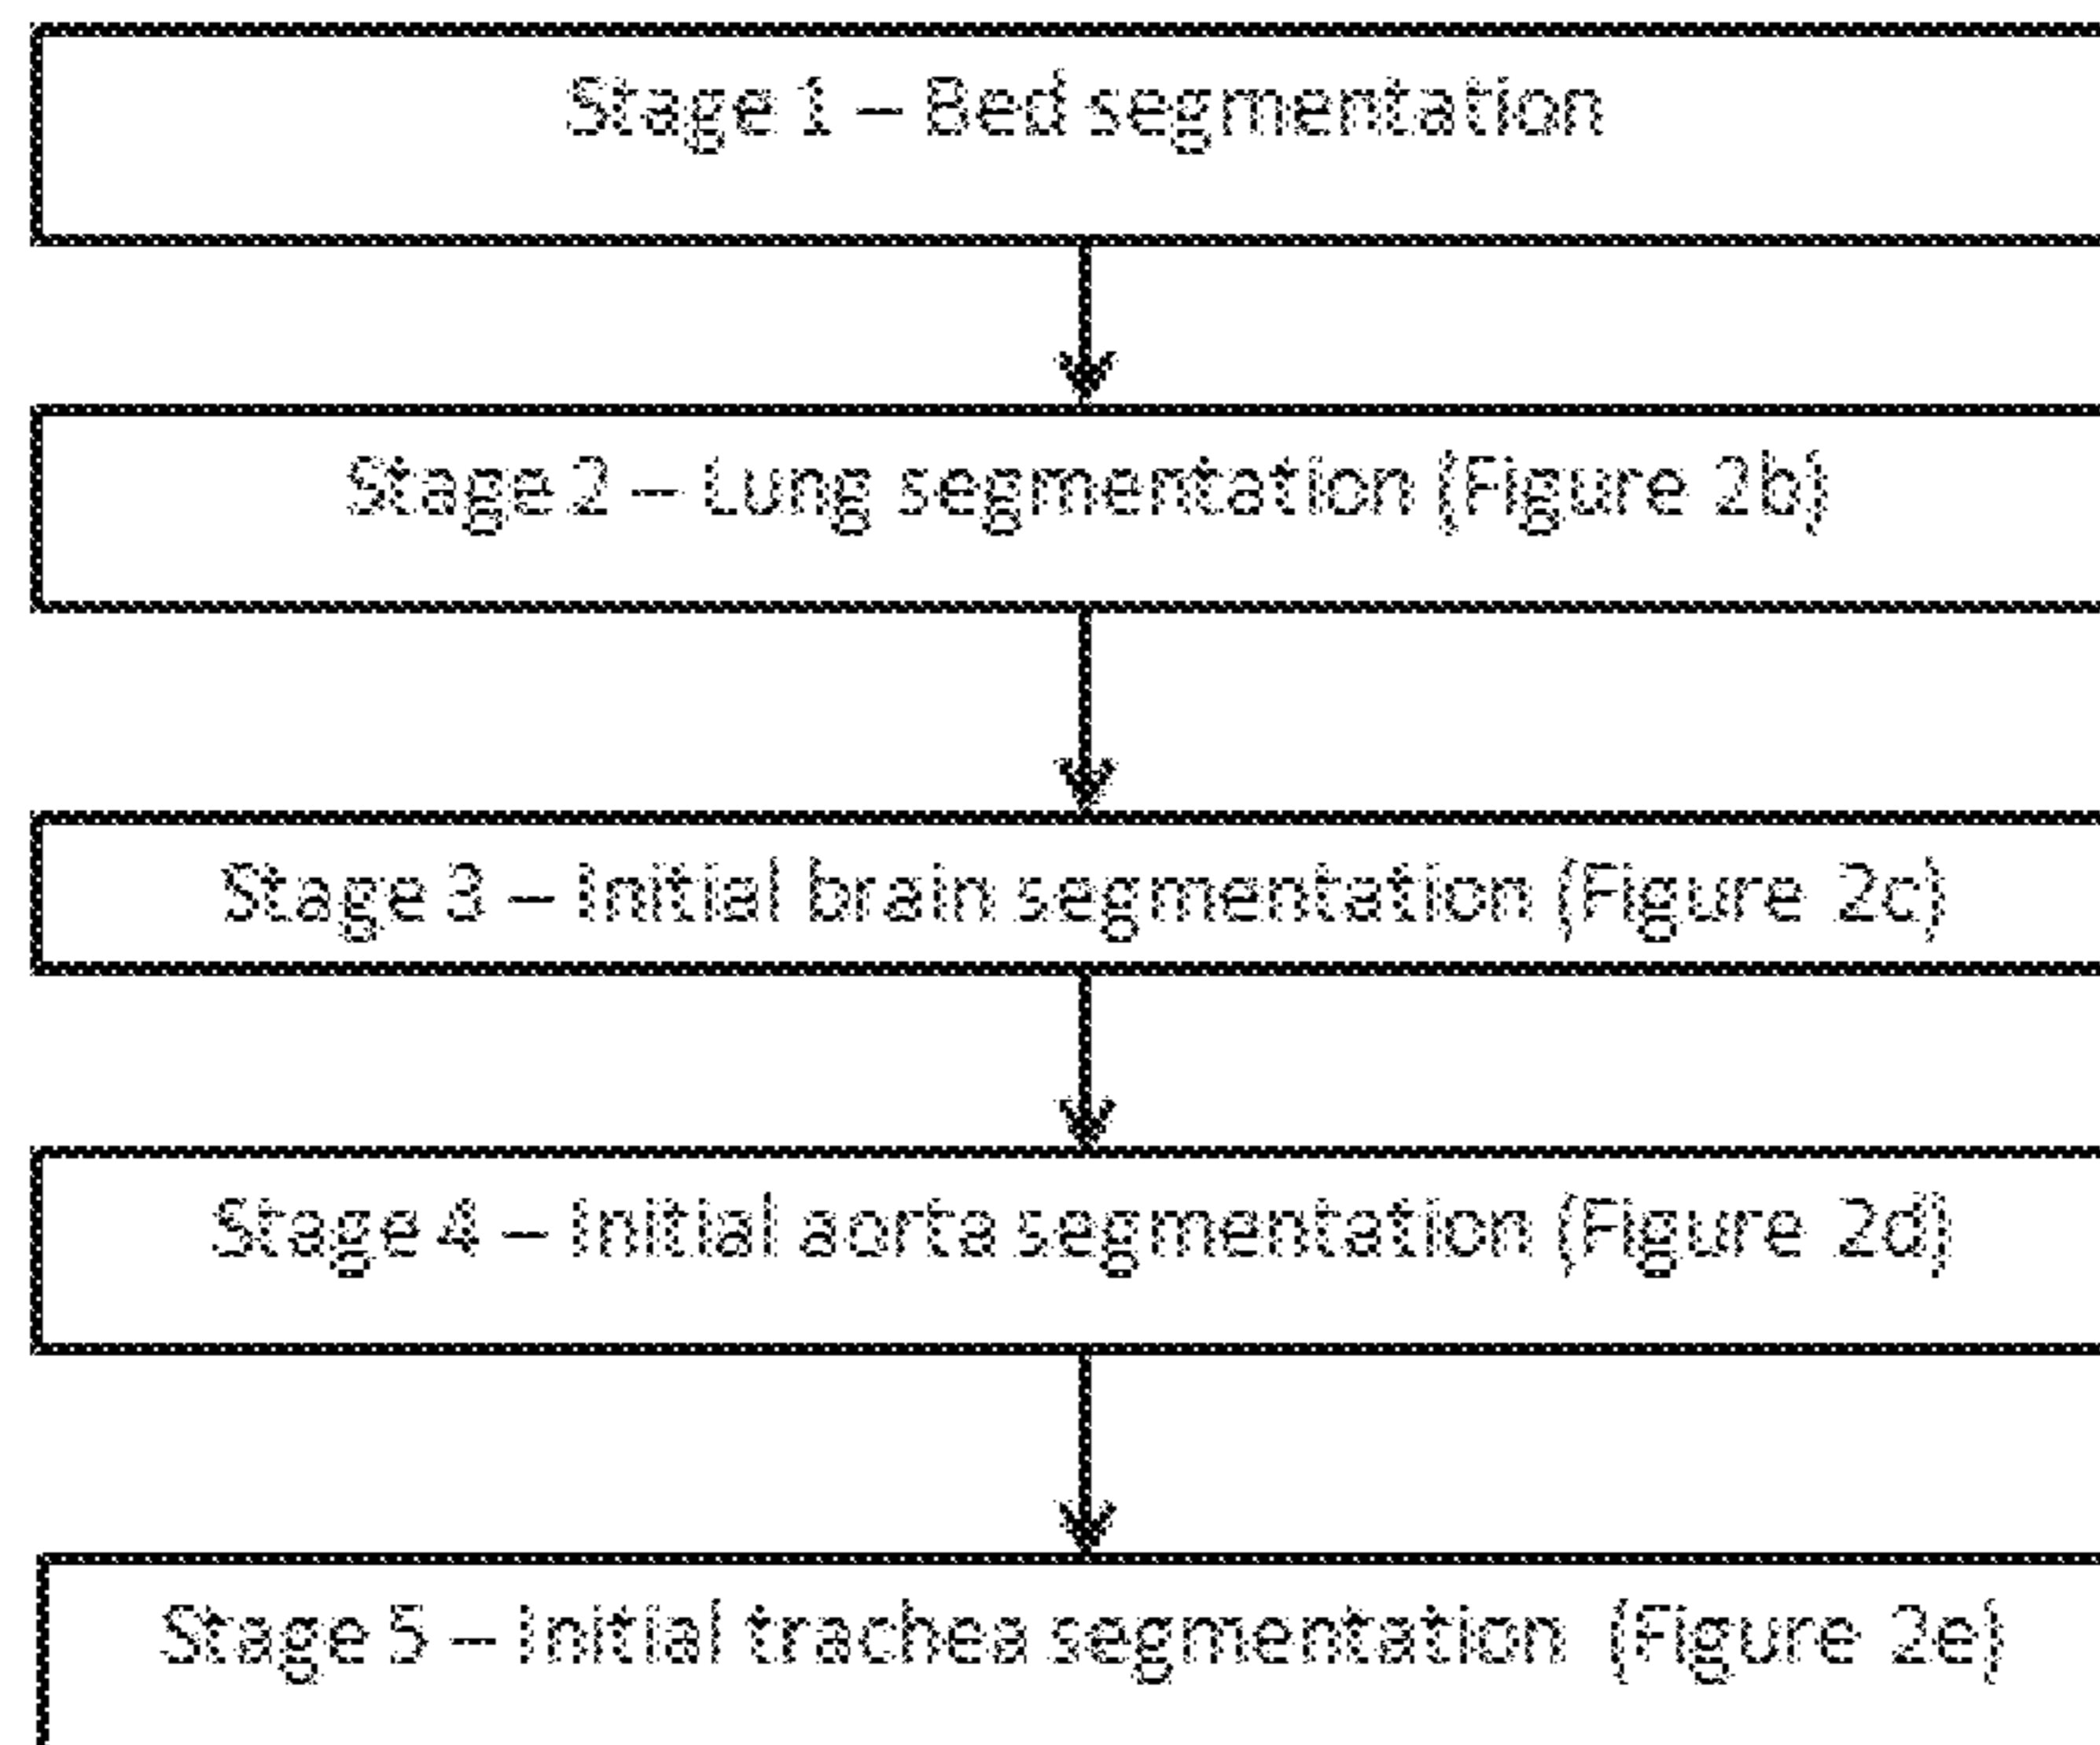 Stage 1 – Bed segmentation
Stage 2 – Lung segmentation (Figure 2b)
Stage 3 – Initial brain segmentation (Figure 2c)
Stage 4 – Initial aorta segmentation (Figure 2d)
Stage 5 – Initial trachea segmentation (Figure 2e)